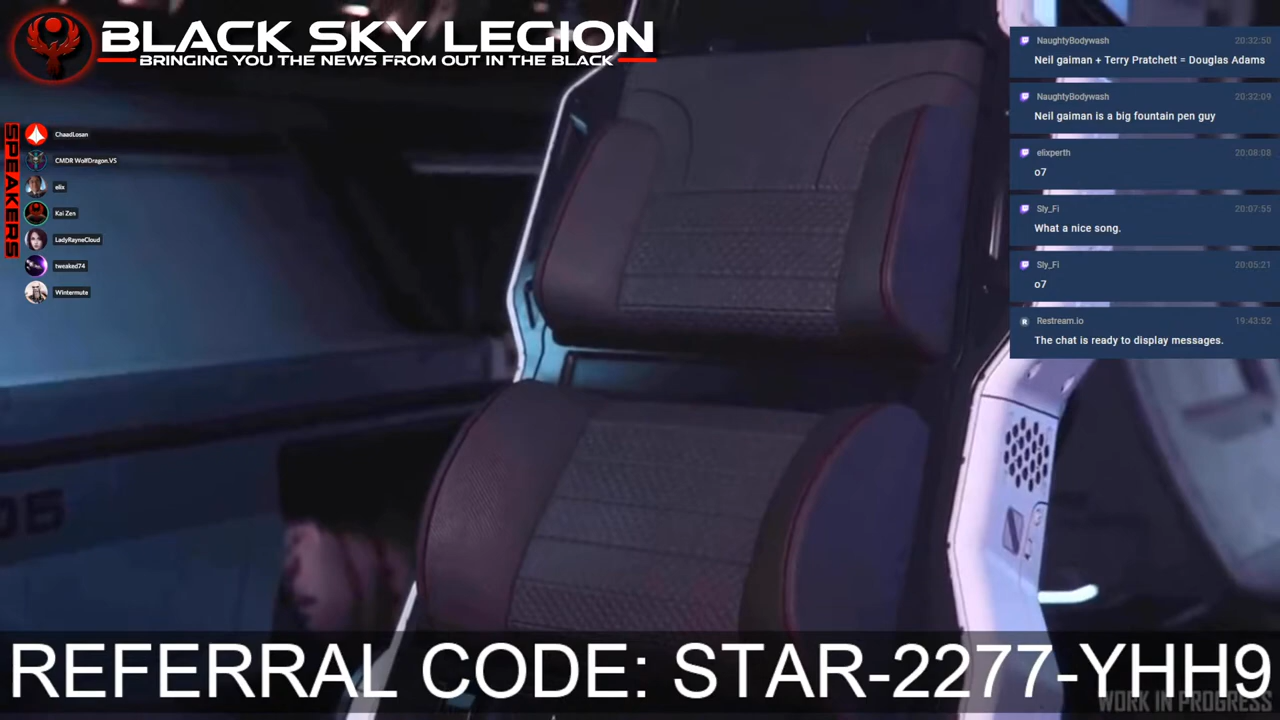 BLACK SKY LEGION
BRINGING YOU THE NEWS FROM OUT IN THE BLACK
SPEAKERS
ChaadLosan
CMDR WolfDragon.VS
elix
Kai Zen
LadyRayneCloud
tweaked74
Wintermute
NaughtyBodywash 20:32:50
Neil gaiman + Terry Pratchett = Douglas Adams
NaughtyBodywash 20:32:09
Neil gaiman is a big fountain pen guy
elixperth 20:08:08
o7
Sly_Fi 20:07:55
What a nice song.
Sly_Fi 20:05:21
o7
Restream.io 19:43:52
The chat is ready to display messages.
06
REFERRAL CODE: STAR-2277-YHH9
WORK IN PROGRESS